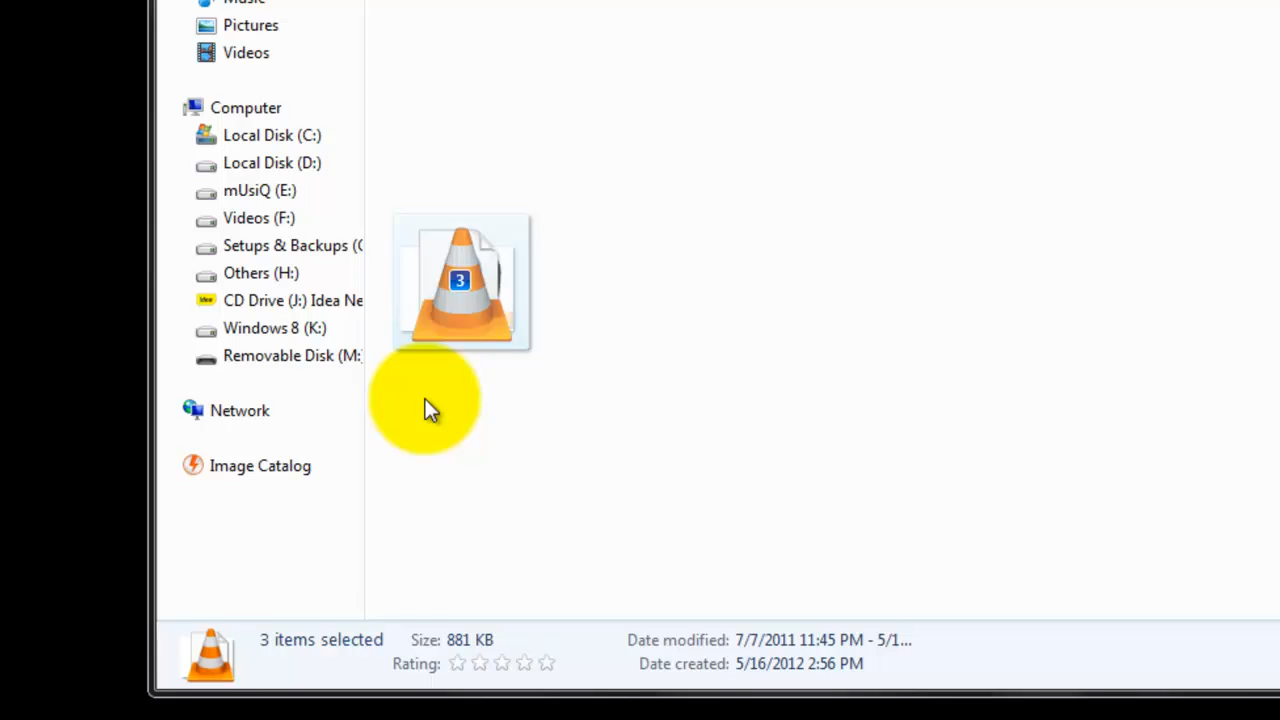 Music
Pictures
Videos
Computer
Local Disk (C:)
Local Disk (D:)
mUsiQ (E:)
Videos (F:)
Setups & Backups (
Others (H:)
CD Drive (J:) Idea Ne
Windows 8 (K:)
Removable Disk (M:
Network
Image Catalog
3
3 items selected
Size: 881 KB
Date modified: 7/7/2011 11:45 PM - 5/1...
Rating:
Date created: 5/16/2012 2:56 PM